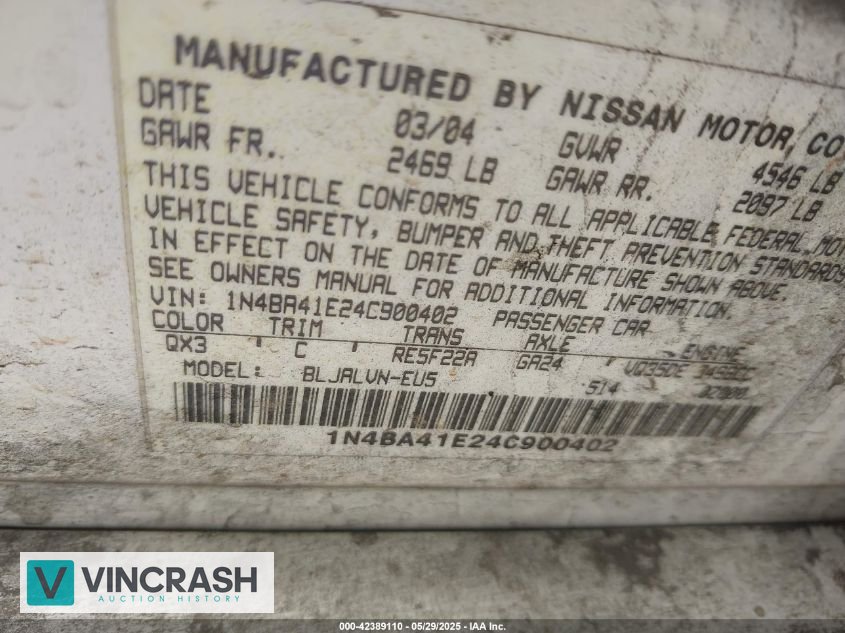 MANUFACTURED BY NISSAN MOTOR, CO
DATE 03/04 GVWR 4546 LB
GAWR FR. 2469 LB GAWR RR. 2097 LB
THIS VEHICLE CONFORMS TO ALL APPLICABLE FEDERAL MOT
VEHICLE SAFETY, BUMPER AND THEFT PREVENTION STANDARDS
IN EFFECT ON THE DATE OF MANUFACTURE SHOWN ABOVE.
SEE OWNERS MANUAL FOR ADDITIONAL INFORMATION.
VIN: 1N4BA41E24C900402 PASSENGER CAR
COLOR TRIM TRANS AXLE ENGINE
QX3 C RE5F22A GA24 VQ35DE
MODEL: BLJALVN-EU5 514
1N4BA41E24C900402
VINCRASH
AUCTION HISTORY
000-42389110 - 05/29/2025 - IAA Inc.